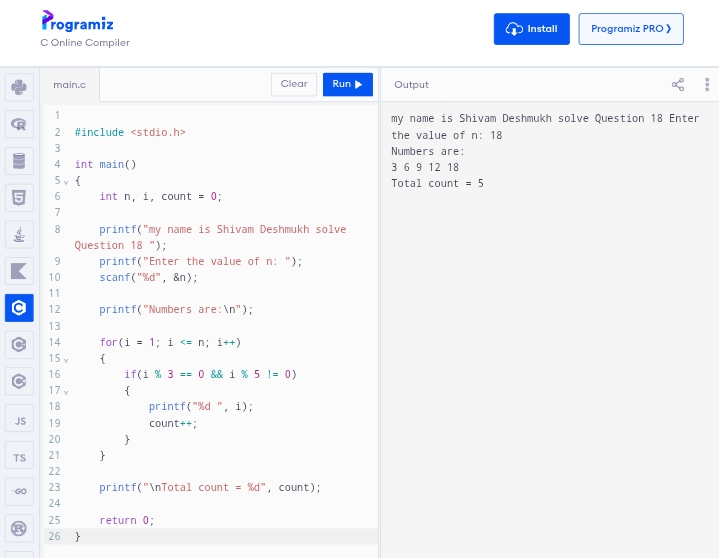 Programiz
C Online Compiler
Install
Programiz PRO ❯
main.c
Clear
Run
Output
1
2 #include <stdio.h>
3
4 int main()
5 {
6     int n, i, count = 0;
7
8     printf("my name is Shivam Deshmukh solve
Question 18 ");
9     printf("Enter the value of n: ");
10     scanf("%d", &n);
11
12     printf("Numbers are:\n");
13
14     for(i = 1; i <= n; i++)
15     {
16         if(i % 3 == 0 && i % 5 != 0)
17         {
18             printf("%d ", i);
19             count++;
20         }
21     }
22
23     printf("\nTotal count = %d", count);
24
25     return 0;
26 }
my name is Shivam Deshmukh solve Question 18 Enter
the value of n: 18
Numbers are:
3 6 9 12 18
Total count = 5
JS
TS
GO